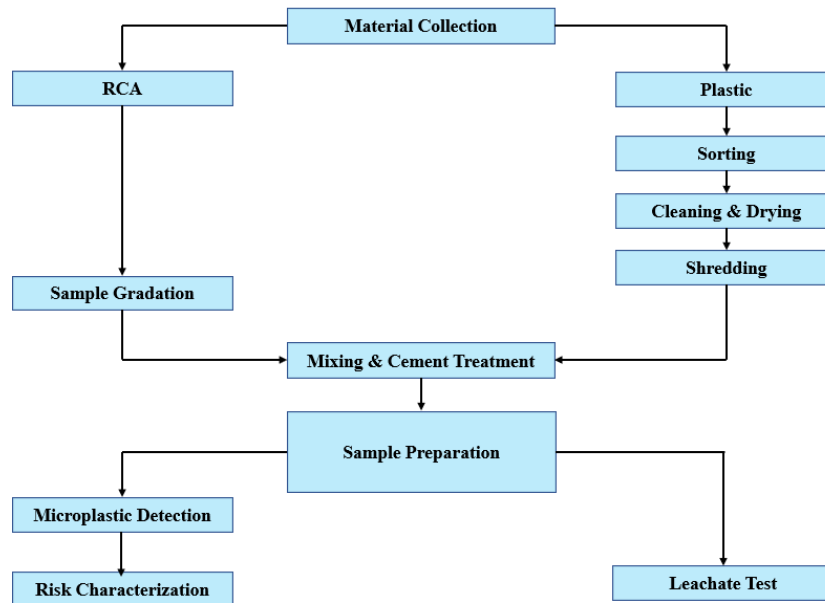 Material Collection
RCA
Plastic
Sorting
Cleaning & Drying
Shredding
Sample Gradation
Mixing & Cement Treatment
Sample Preparation
Microplastic Detection
Risk Characterization
Leachate Test